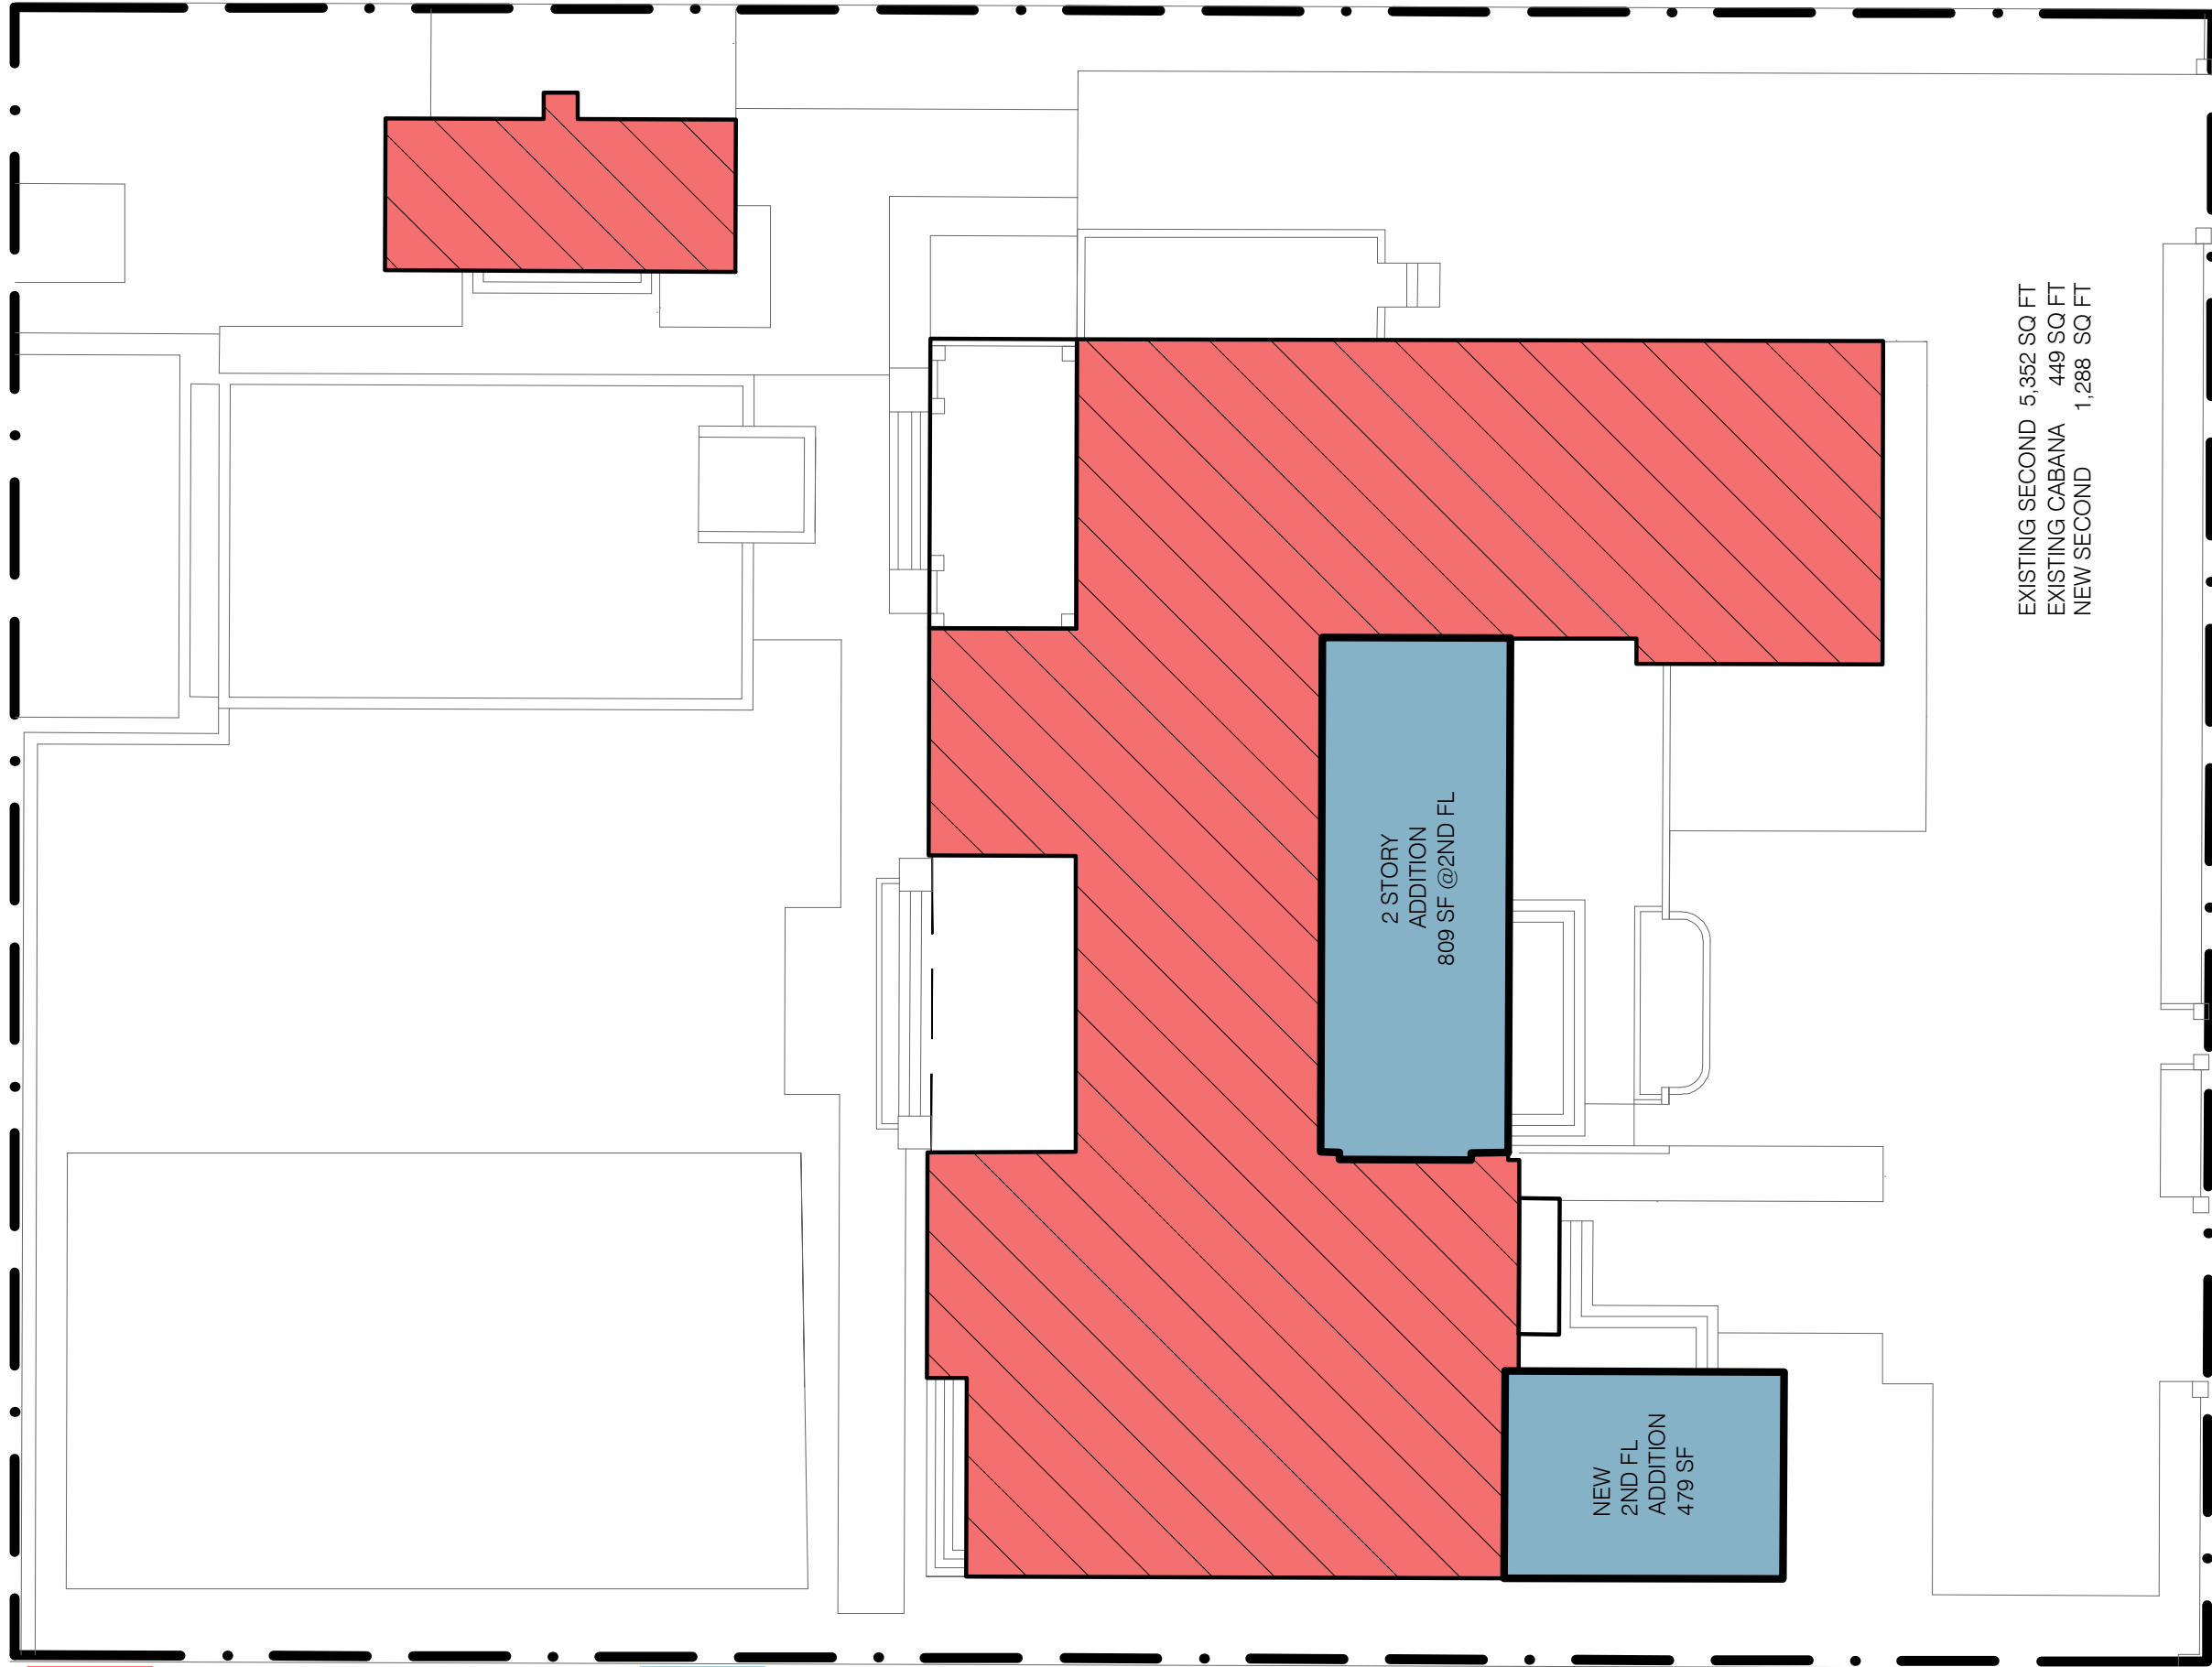 2 STORY
ADDITION
809 SF @2ND FL
NEW
2ND FL
ADDITION
479 SF
EXISTING SECOND 5,352 SQ FT
EXISTING CABANA 449 SQ FT
NEW SECOND 1,288 SQ FT